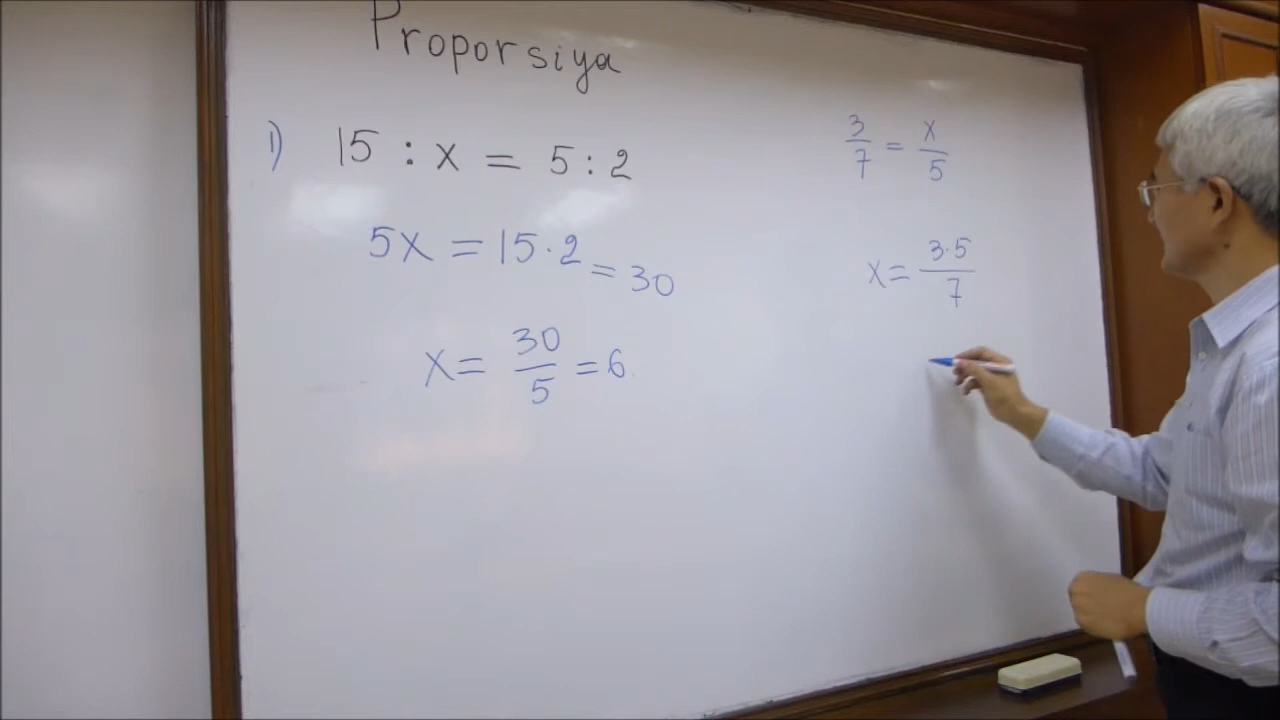 Proporsiya
1) 15 : x = 5 : 2
5x = 15·2 = 30
x = 30/5 = 6
3/7 = x/5
x = 3·5/7